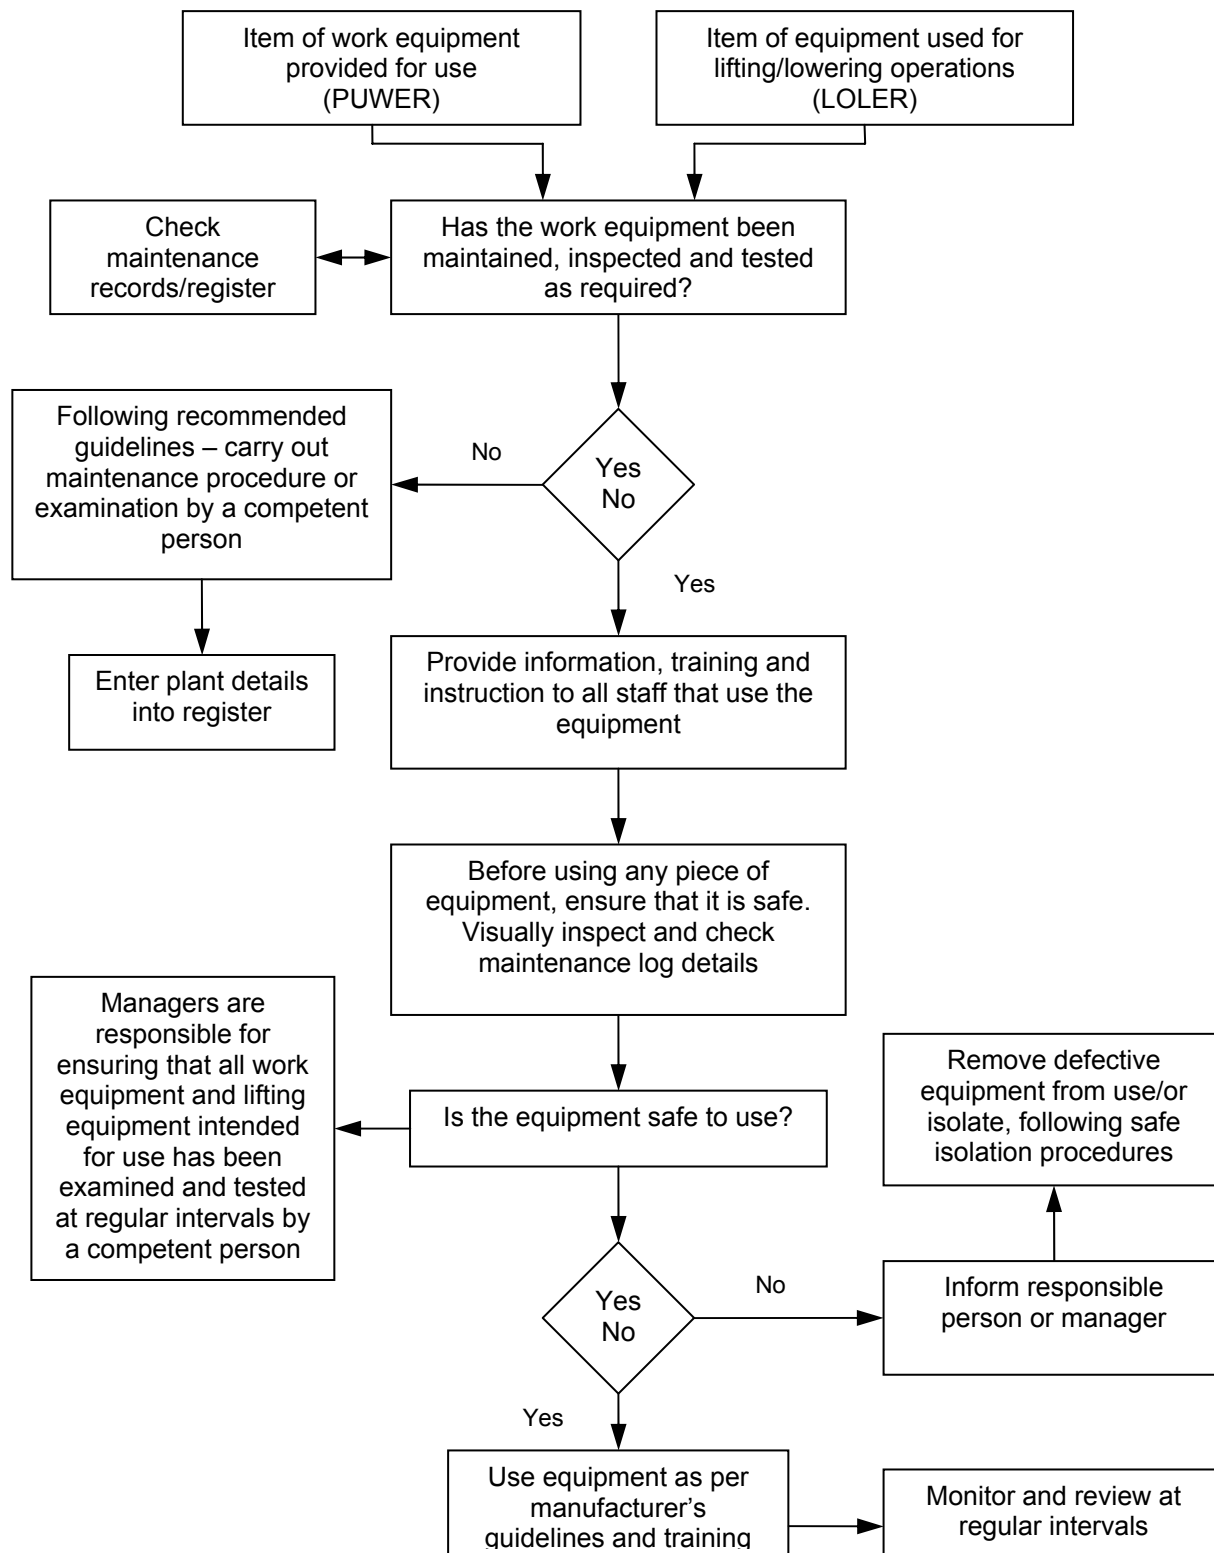 Item of work equipment
provided for use
(PUWER)
Item of equipment used for
lifting/lowering operations
(LOLER)
Check
maintenance
records/register
Has the work equipment been
maintained, inspected and tested
as required?
Following recommended
guidelines – carry out
maintenance procedure or
examination by a competent
person
No
Yes
No
Yes
Enter plant details
into register
Provide information, training and
instruction to all staff that use the
equipment
Before using any piece of
equipment, ensure that it is safe.
Visually inspect and check
maintenance log details
Managers are
responsible for
ensuring that all work
equipment and lifting
equipment intended
for use has been
examined and tested
at regular intervals by
a competent person
Is the equipment safe to use?
Remove defective
equipment from use/or
isolate, following safe
isolation procedures
Yes
No
No
Inform responsible
person or manager
Yes
Use equipment as per
manufacturer’s
guidelines and training
Monitor and review at
regular intervals